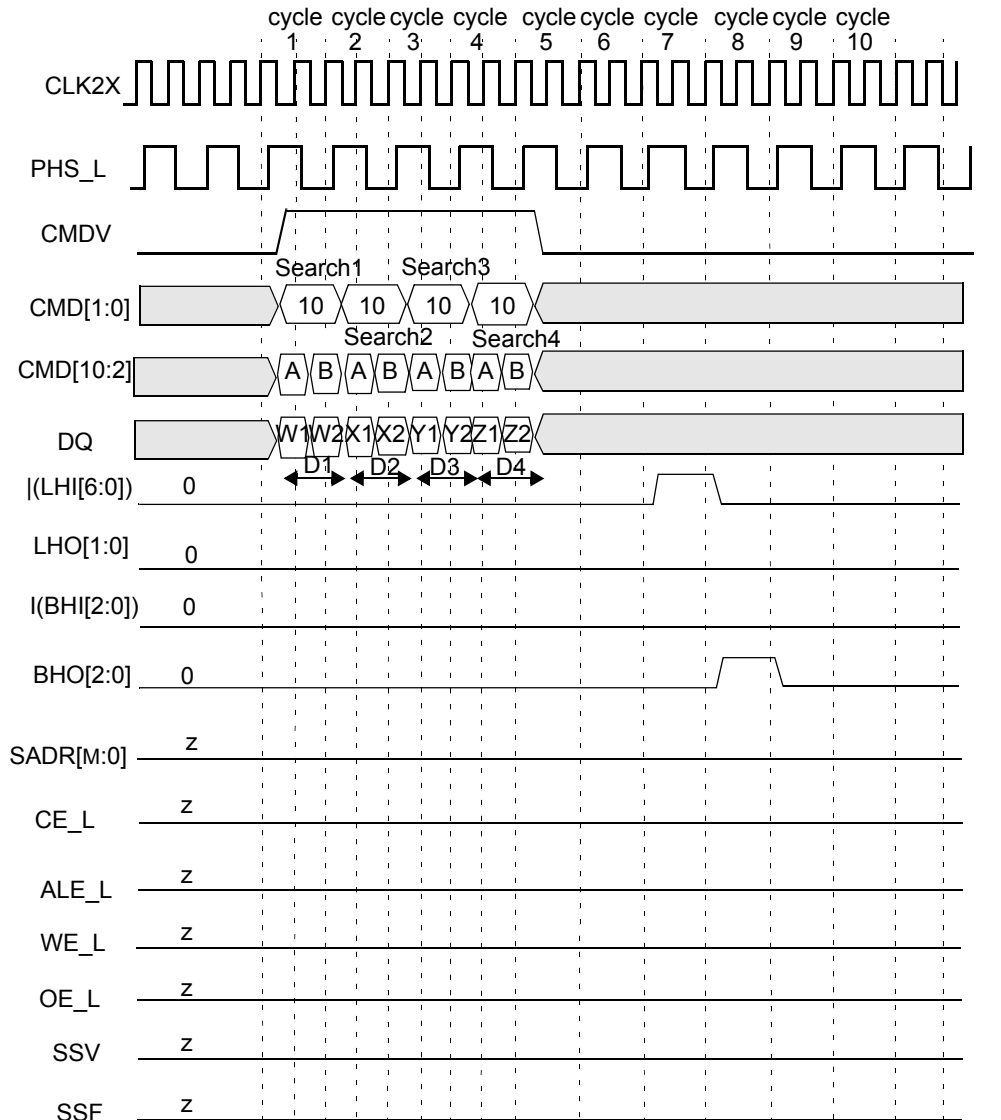 cycle cycle cycle cycle cycle cycle cycle cycle cycle cycle
1 2 3 4 5 6 7 8 9 10
CLK2X
PHS_L
CMDV
Search1 Search3
CMD[1:0] 10 10 10 10
Search2 Search4
CMD[10:2] A B A B A B A B
DQ W1 W2 X1 X2 Y1 Y2 Z1 Z2
D1 D2 D3 D4
|(LHI[6:0]) 0
LHO[1:0] 0
I(BHI[2:0]) 0
BHO[2:0] 0
SADR[M:0] z
CE_L z
ALE_L z
WE_L z
OE_L z
SSV z
SSF z